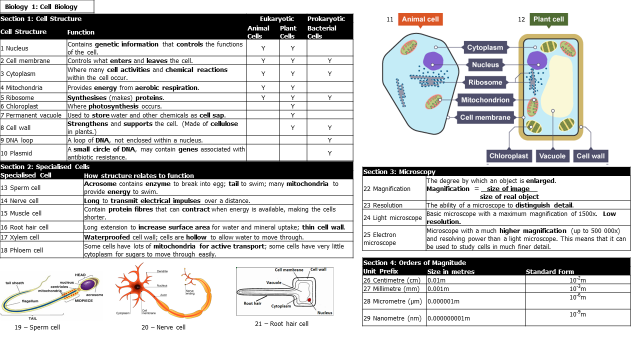 Biology 1: Cell Biology
Section 1: Cell Structure
Eukaryotic
Prokaryotic
Cell Structure
Function
Animal Cells
Plant Cells
Bacterial Cells
1 Nucleus
Contains genetic information that controls the functions
of the cell.
Y Y
2 Cell membrane
Controls what enters and leaves the cell.
Y Y Y
3 Cytoplasm
Where many cell activities and chemical reactions
within the cell occur.
Y Y Y
4 Mitochondria
Provides energy from aerobic respiration.
Y Y
5 Ribosome
Synthesises (makes) proteins.
Y Y Y
6 Chloroplast
Where photosynthesis occurs.
Y
7 Permanent vacuole
Used to store water and other chemicals as cell sap.
Y
8 Cell wall
Strengthens and supports the cell. (Made of cellulose
in plants.)
Y Y
9 DNA loop
A loop of DNA, not enclosed within a nucleus.
Y
10 Plasmid
A small circle of DNA, may contain genes associated with
antibiotic resistance.
Y
Section 2: Specialised Cells
Specialised Cell
How structure relates to function
13 Sperm cell
Acrosome contains enzyme to break into egg; tail to swim; many mitochondria to
provide energy to swim.
14 Nerve cell
Long to transmit electrical impulses over a distance.
15 Muscle cell
Contain protein fibres that can contract when energy is available, making the cells
shorter.
16 Root hair cell
Long extension to increase surface area for water and mineral uptake; thin cell wall.
17 Xylem cell
Waterproofed cell wall; cells are hollow to allow water to move through.
18 Phloem cell
Some cells have lots of mitochondria for active transport; some cells have very little
cytoplasm for sugars to move through easily.
HEAD
tail sheath
nucleus
centrioles
mitochondria
acrosome
MIDPIECE
flagellum
TAIL
19 – Sperm cell
20 – Nerve cell
Cell membrane
Cell wall
Vacuole
Root hair
Cytoplasm
Nucleus
21 – Root hair cell
11 Animal cell
12 Plant cell
Cytoplasm
Nucleus
Ribosome
Mitochondrion
Cell membrane
Chloroplast
Vacuole
Cell wall
Section 3: Microscopy
22 Magnification
The degree by which an object is enlarged.
Magnification = size of image
size of real object
23 Resolution
The ability of a microscope to distinguish detail.
24 Light microscope
Basic microscope with a maximum magnification of 1500x. Low
resolution.
25 Electron
microscope
Microscope with a much higher magnification (up to 500 000x)
and resolving power than a light microscope. This means that it can
be used to study cells in much finer detail.
Section 4: Orders of Magnitude
Unit Prefix
Size in metres
Standard Form
26 Centimetre (cm)
0.01m
10⁻²m
27 Millimetre (mm)
0.001m
10⁻³m
28 Micrometre (µm)
0.000001m
10⁻⁶m
29 Nanometre (nm)
0.000000001m
10⁻⁹m